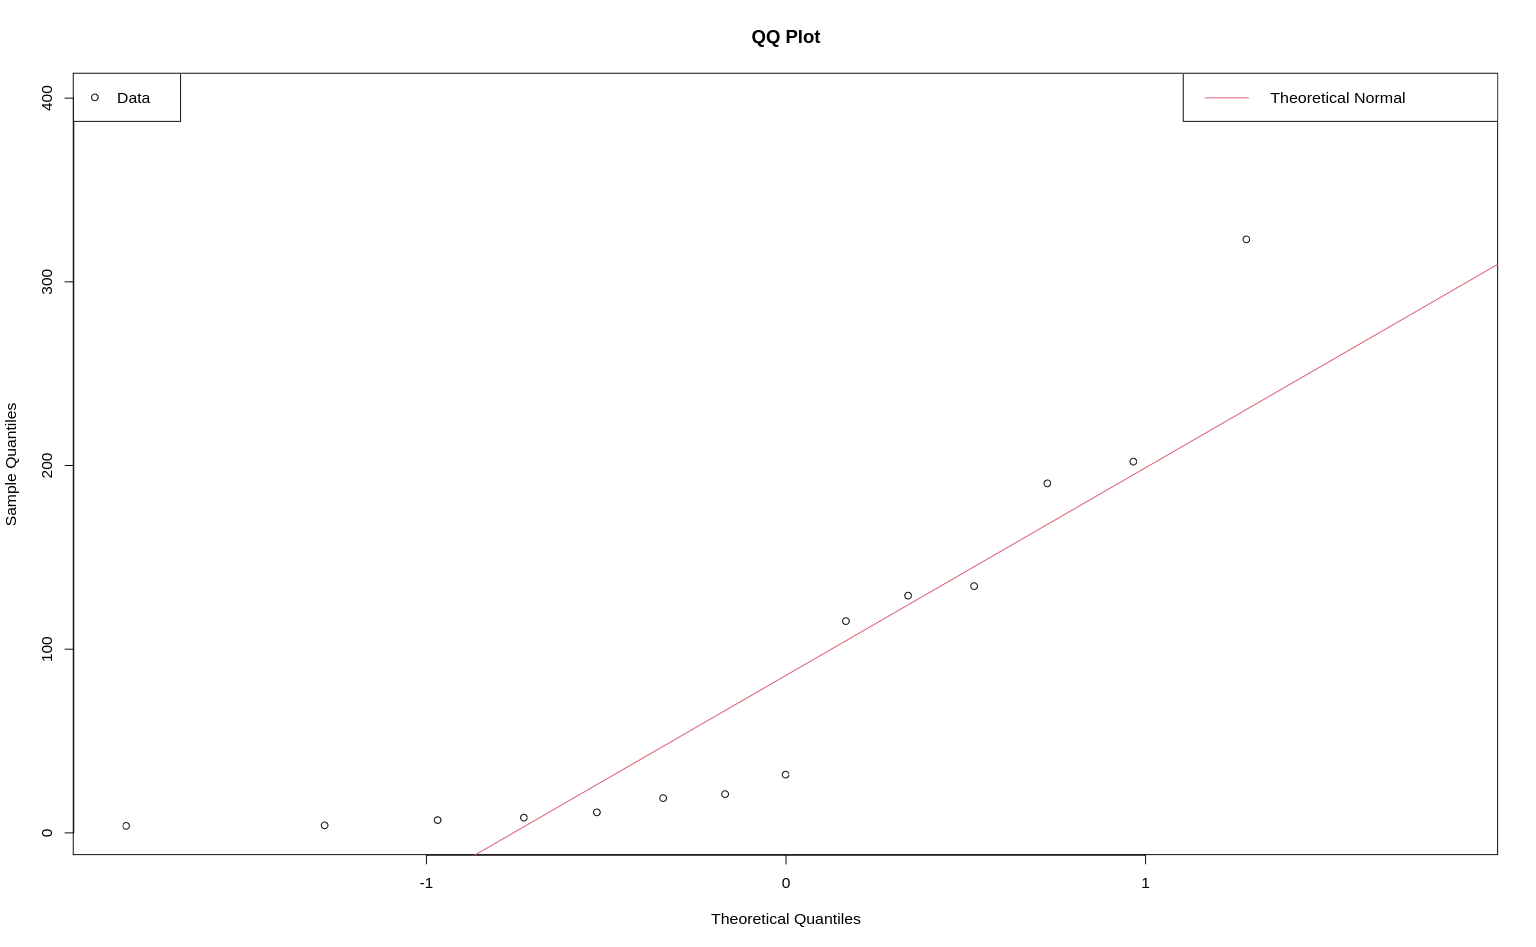 QQ Plot
Data
Theoretical Normal
400
300
200
100
0
Sample Quantiles
-1
0
1
Theoretical Quantiles